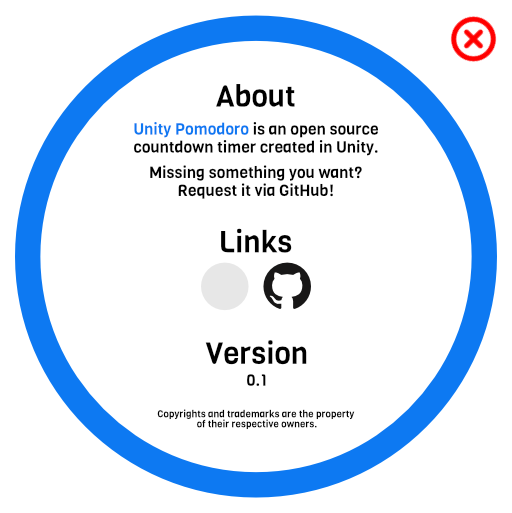 About
Unity Pomodoro is an open source
countdown timer created in Unity.
Missing something you want?
Request it via GitHub!
Links
Version
0.1
Copyrights and trademarks are the property
of their respective owners.